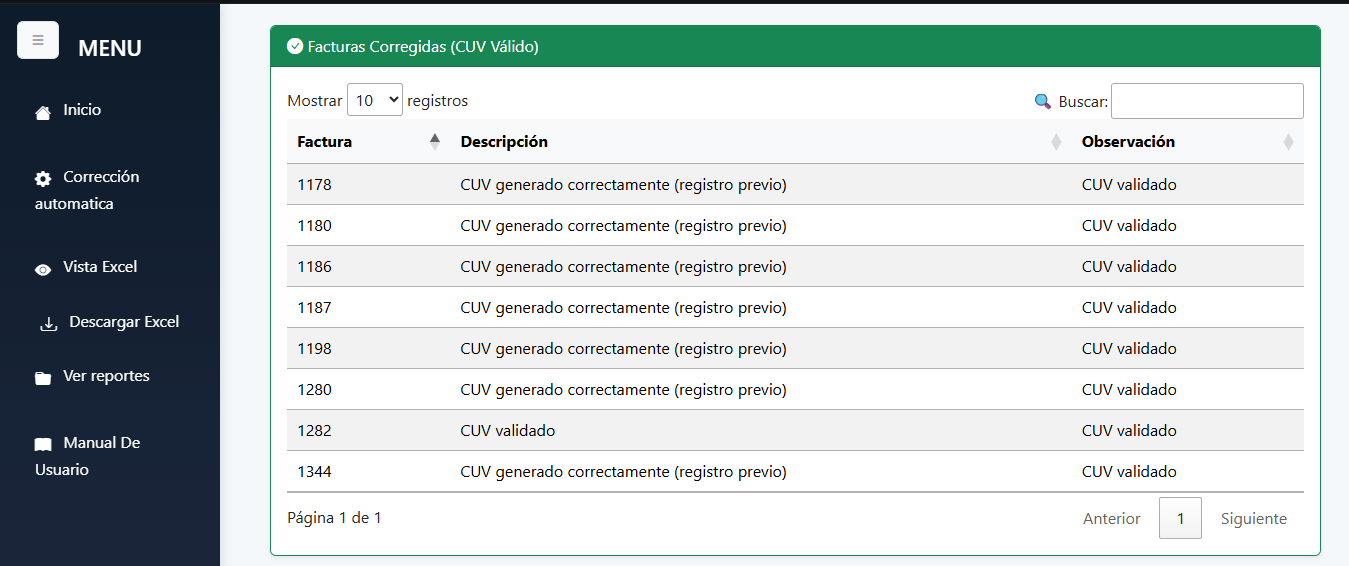 MENU
Inicio
Corrección
automatica
Vista Excel
Descargar Excel
Ver reportes
Manual De
Usuario
Facturas Corregidas (CUV Válido)
Mostrar 10 registros Buscar:
Factura Descripción Observación
1178 CUV generado correctamente (registro previo) CUV validado
1180 CUV generado correctamente (registro previo) CUV validado
1186 CUV generado correctamente (registro previo) CUV validado
1187 CUV generado correctamente (registro previo) CUV validado
1198 CUV generado correctamente (registro previo) CUV validado
1280 CUV generado correctamente (registro previo) CUV validado
1282 CUV validado CUV validado
1344 CUV generado correctamente (registro previo) CUV validado
Página 1 de 1 Anterior 1 Siguiente